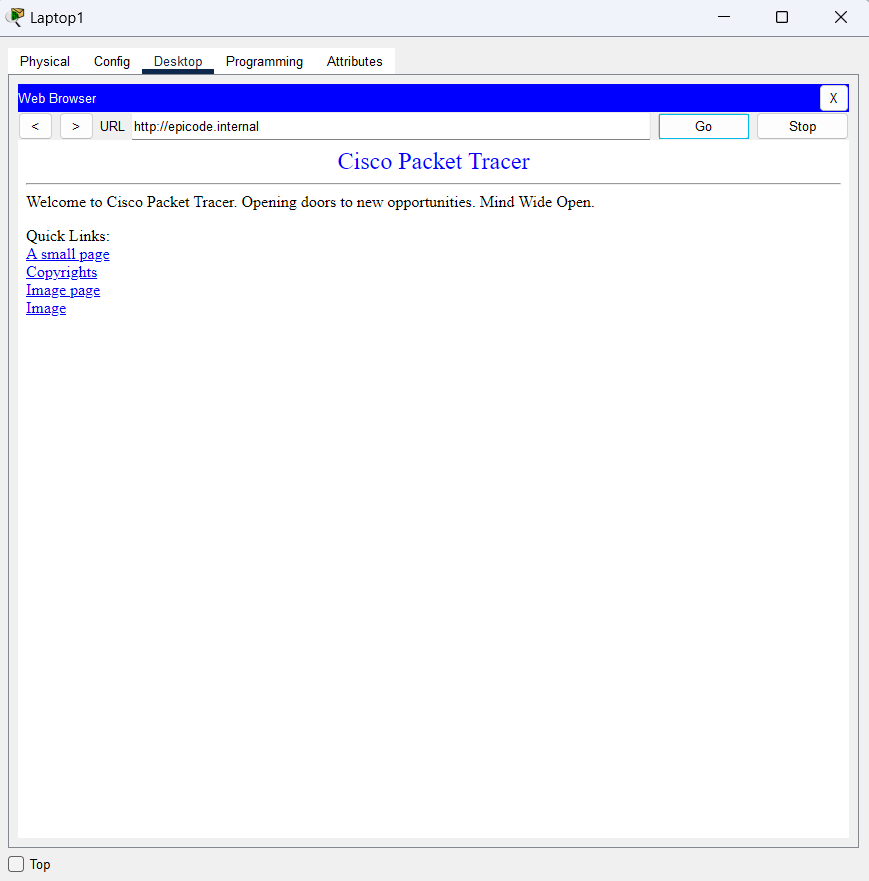 Laptop1
Physical Config Desktop Programming Attributes
Web Browser X
< > URL http://epicode.internal Go Stop
Cisco Packet Tracer
Welcome to Cisco Packet Tracer. Opening doors to new opportunities. Mind Wide Open.
Quick Links:
A small page
Copyrights
Image page
Image
Top